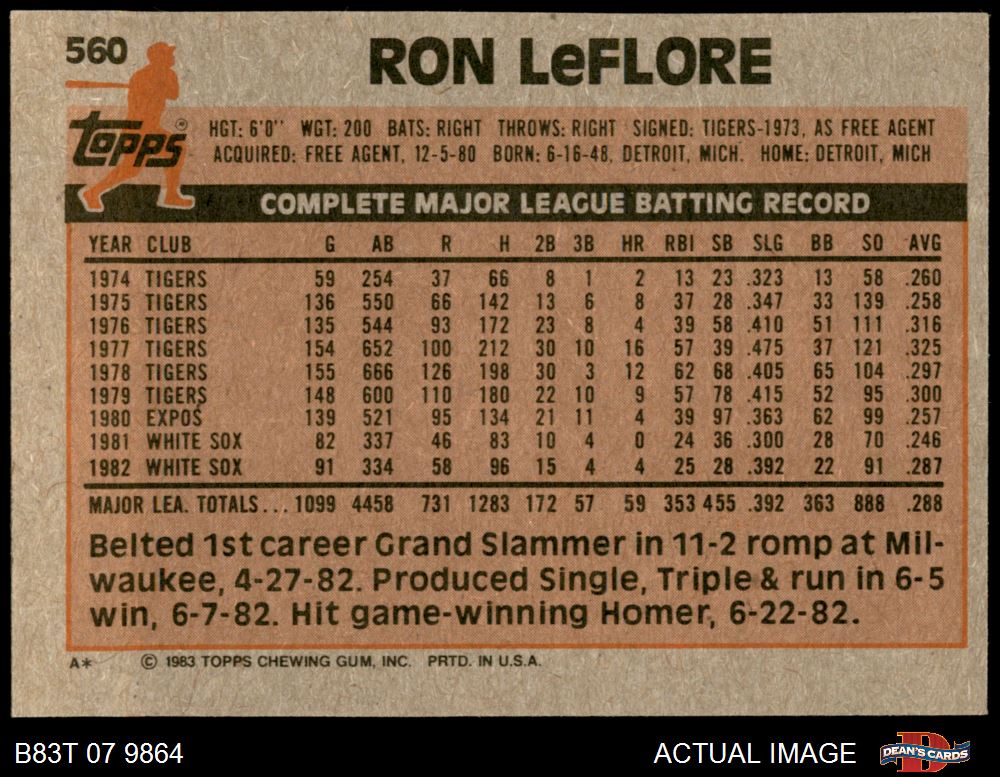 560
RON LeFLORE
topps ®
HGT: 6'0" WGT: 200 BATS: RIGHT THROWS: RIGHT SIGNED: TIGERS-1973, AS FREE AGENT
ACQUIRED: FREE AGENT, 12-5-80 BORN: 6-16-48, DETROIT, MICH. HOME: DETROIT, MICH
COMPLETE MAJOR LEAGUE BATTING RECORD
YEAR CLUB G AB R H 2B 3B HR RBI SB SLG BB SO AVG
1974 TIGERS 59 254 37 66 8 1 2 13 23 .323 13 58 .260
1975 TIGERS 136 550 66 142 13 6 8 37 28 .347 33 139 .258
1976 TIGERS 135 544 93 172 23 8 4 39 58 .410 51 111 .316
1977 TIGERS 154 652 100 212 30 10 16 57 39 .475 37 121 .325
1978 TIGERS 155 666 126 198 30 3 12 62 68 .405 65 104 .297
1979 TIGERS 148 600 110 180 22 10 9 57 78 .415 52 95 .300
1980 EXPOS 139 521 95 134 21 11 4 39 97 .363 62 99 .257
1981 WHITE SOX 82 337 46 83 10 4 0 24 36 .300 28 70 .246
1982 WHITE SOX 91 334 58 96 15 4 4 25 28 .392 22 91 .287
MAJOR LEA. TOTALS... 1099 4458 731 1283 172 57 59 353 455 .392 363 888 .288
Belted 1st career Grand Slammer in 11-2 romp at Mil-
waukee, 4-27-82. Produced Single, Triple & run in 6-5
win, 6-7-82. Hit game-winning Homer, 6-22-82.
A* © 1983 TOPPS CHEWING GUM, INC. PRTD. IN U.S.A.
B83T 07 9864 ACTUAL IMAGE DEAN'S CARDS